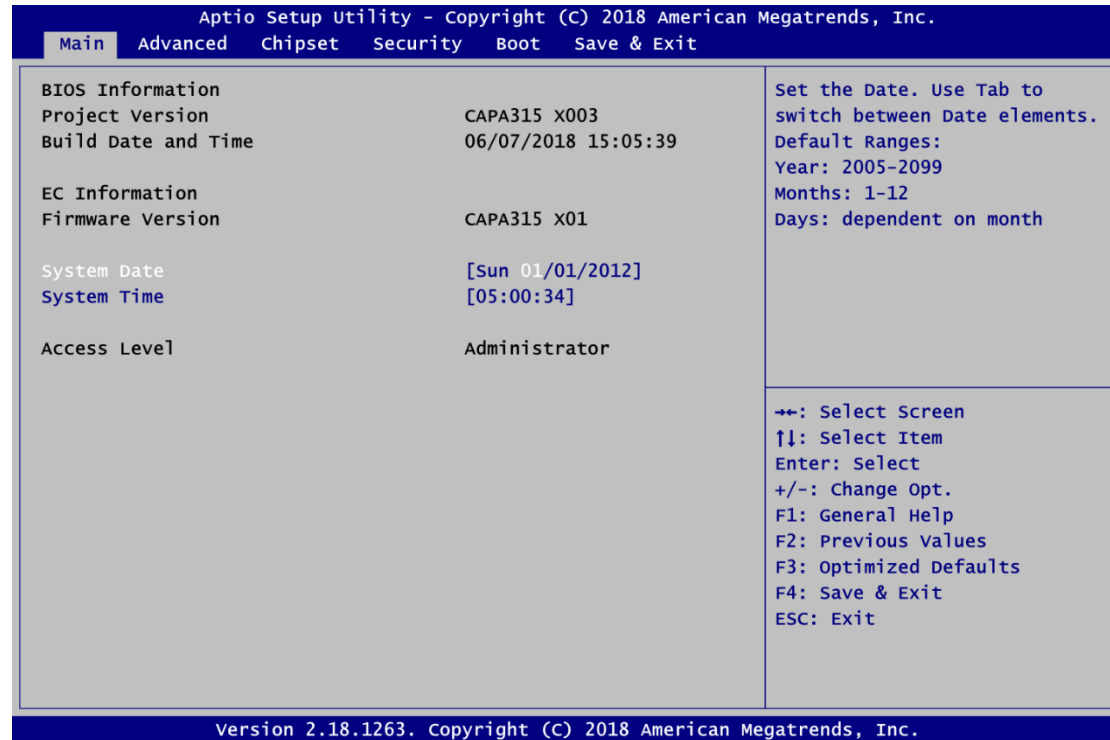 Aptio Setup Utility - Copyright (C) 2018 American Megatrends, Inc.
Main Advanced Chipset Security Boot Save & Exit
BIOS Information
Project Version CAPA315 X003
Build Date and Time 06/07/2018 15:05:39
EC Information
Firmware Version CAPA315 X01
System Date [Sun 01/01/2012]
System Time [05:00:34]
Access Level Administrator
Set the Date. Use Tab to
switch between Date elements.
Default Ranges:
Year: 2005-2099
Months: 1-12
Days: dependent on month
→←: Select Screen
↑↓: Select Item
Enter: Select
+/-: Change Opt.
F1: General Help
F2: Previous Values
F3: Optimized Defaults
F4: Save & Exit
ESC: Exit
Version 2.18.1263. Copyright (C) 2018 American Megatrends, Inc.